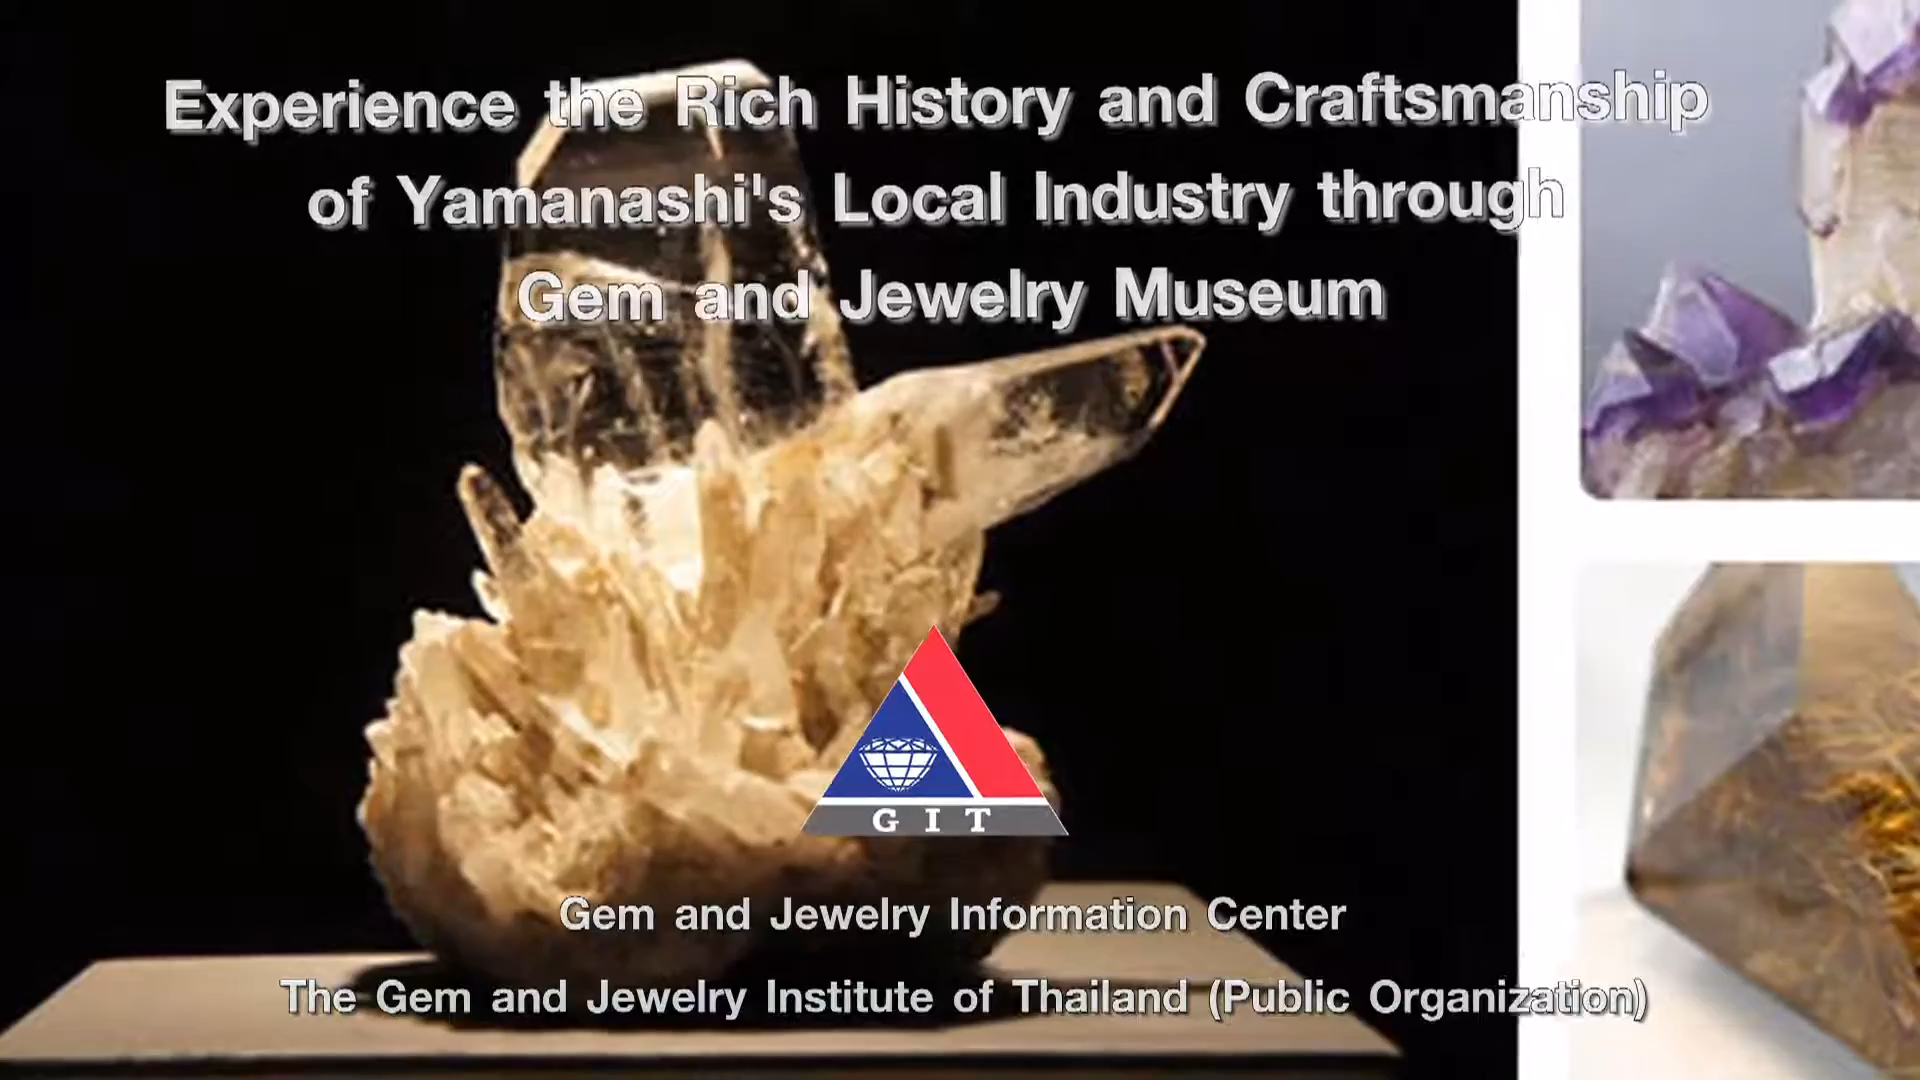 Experience the Rich History and Craftsmanship
of Yamanashi's Local Industry through
Gem and Jewelry Museum
G I T
Gem and Jewelry Information Center
The Gem and Jewelry Institute of Thailand (Public Organization)